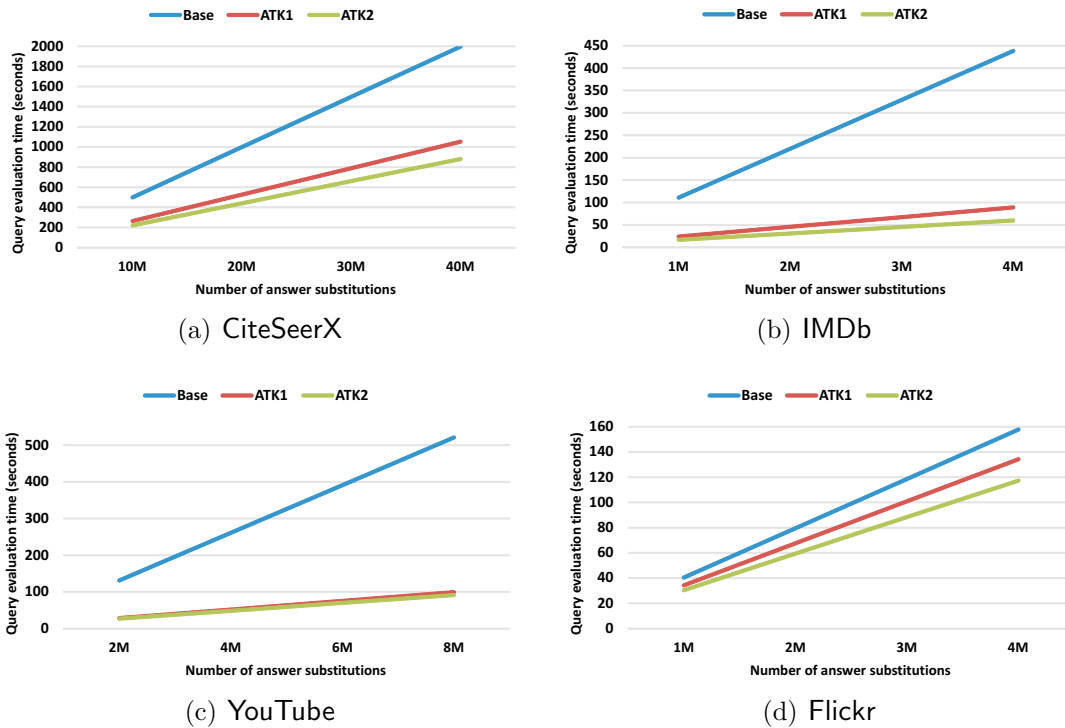 Base ATK1 ATK2
Query evaluation time (seconds)
2000
1800
1600
1400
1200
1000
800
600
400
200
0
10M 20M 30M 40M
Number of answer substitutions
(a) CiteSeerX
Base ATK1 ATK2
Query evaluation time (seconds)
450
400
350
300
250
200
150
100
50
0
1M 2M 3M 4M
Number of answer substitutions
(b) IMDb
Base ATK1 ATK2
Query evaluation time (seconds)
500
400
300
200
100
0
2M 4M 6M 8M
Number of answer substitutions
(c) YouTube
Base ATK1 ATK2
Query evaluation time (seconds)
160
140
120
100
80
60
40
20
0
1M 2M 3M 4M
Number of answer substitutions
(d) Flickr